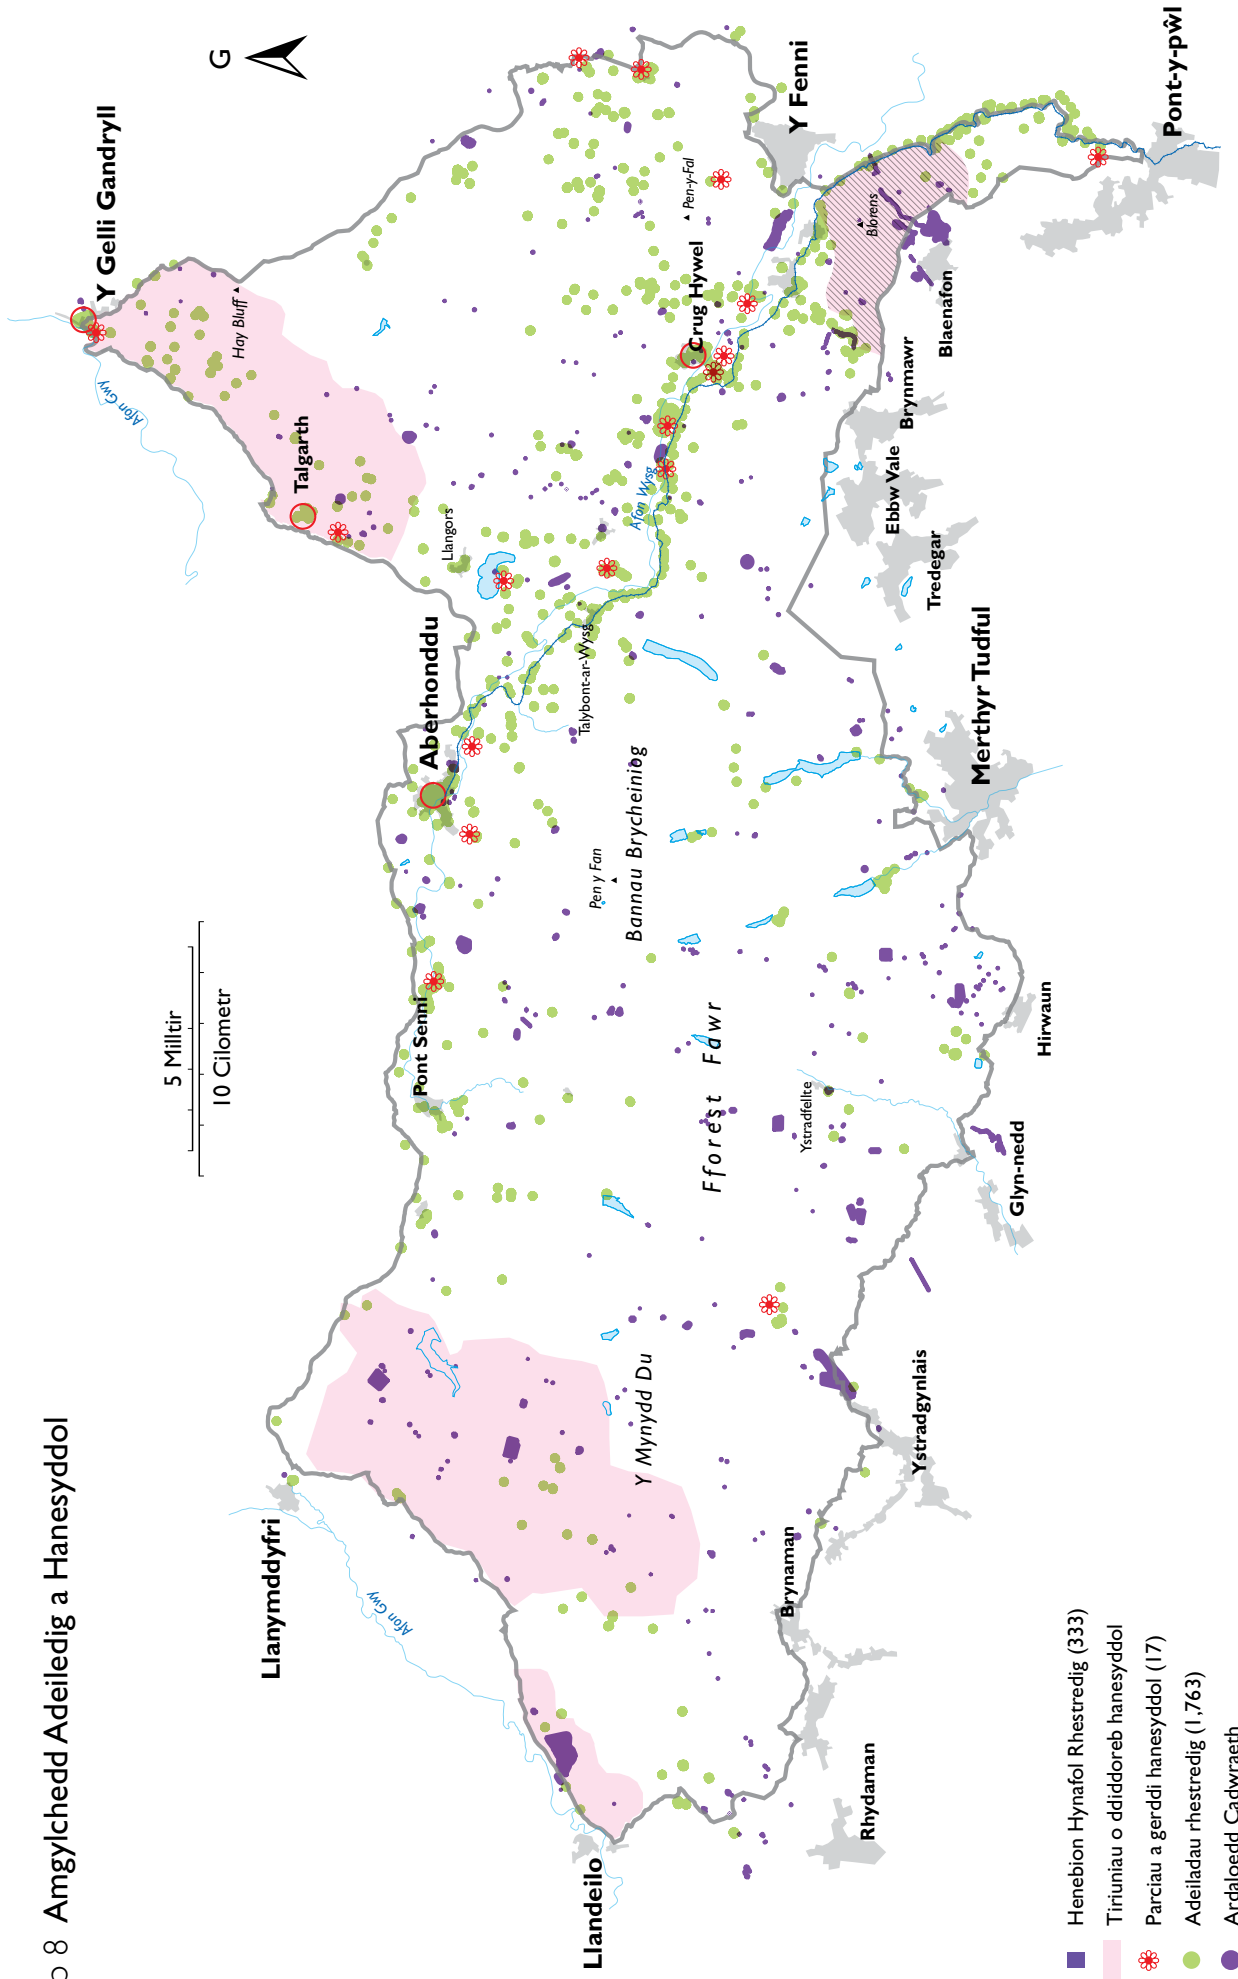 8 Amgylchedd Adeiledig a Hanesyddol
5 Milltir
10 Cilometr
G
Y Gelli Gandryll
Afon Gwy
Hay Bluff
Talgarth
Llangors
Llanymddyfri
Afon Gwy
Pont Senni
Aberhonddu
Talybont-ar-Wysg
Afon Wysg
Crug Hywel
Pen-y-Fal
Y Fenni
Pen y Fan
Bannau Brycheiniog
Fforest Fawr
Y Mynydd Du
Llandeilo
Ystradfellte
Blorens
Pont-y-pŵl
Blaenafon
Brynmawr
Ebbw Vale
Tredegar
Merthyr Tudful
Hirwaun
Glyn-nedd
Ystradgynlais
Brynaman
Rhydaman
Henebion Hynafol Rhestredig (333)
Tiriuniau o ddiddoreb hanesyddol
Parciau a gerddi hanesyddol (17)
Adeiladau rhestredig (1,763)
Ardaloedd Cadwraeth